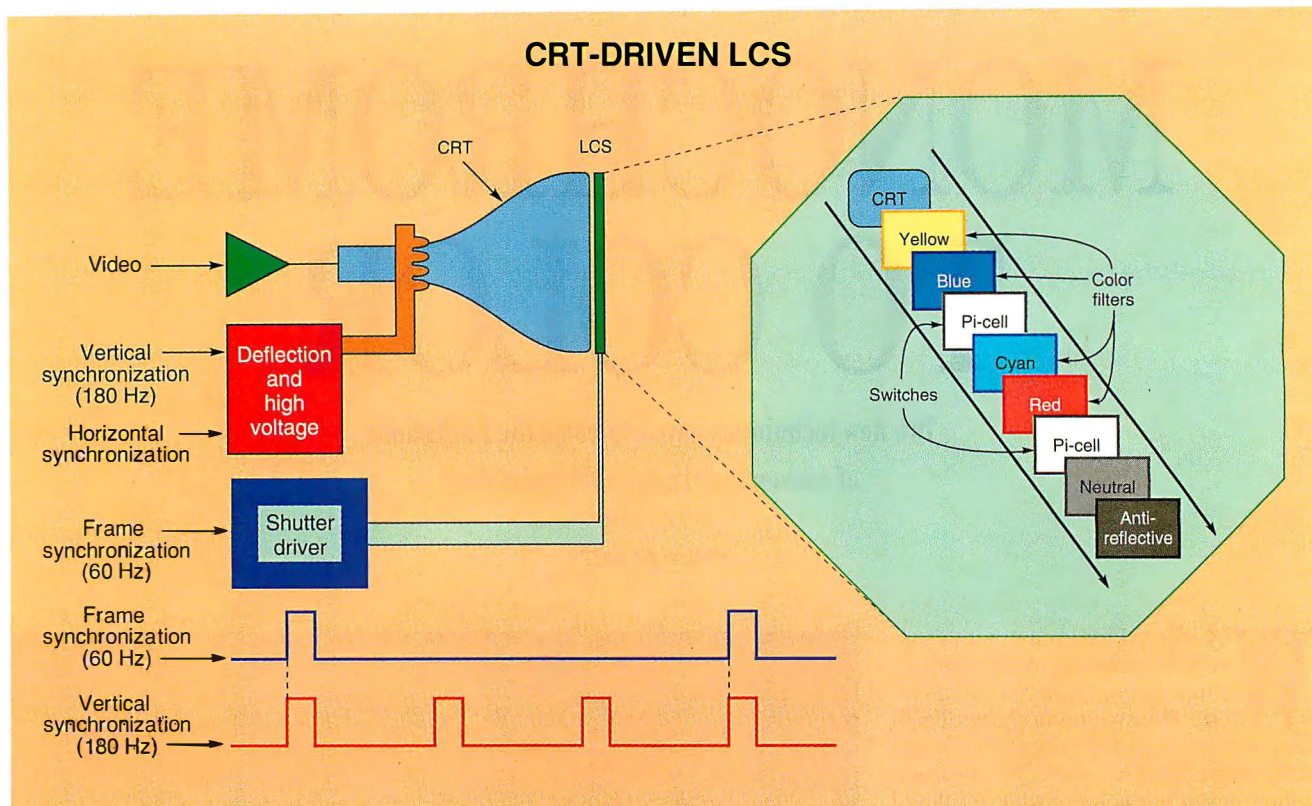 CRT-DRIVEN LCS
CRT
LCS
Video
Vertical
synchronization
(180 Hz)
Horizontal
synchronization
Deflection
and
high
voltage
Frame
synchronization
(60 Hz)
Shutter
driver
Frame
synchronization
(60 Hz)
Vertical
synchronization
(180 Hz)
CRT
Yellow
Blue
Pi-cell
Cyan
Red
Pi-cell
Neutral
Anti-
reflective
Color
filters
Switches